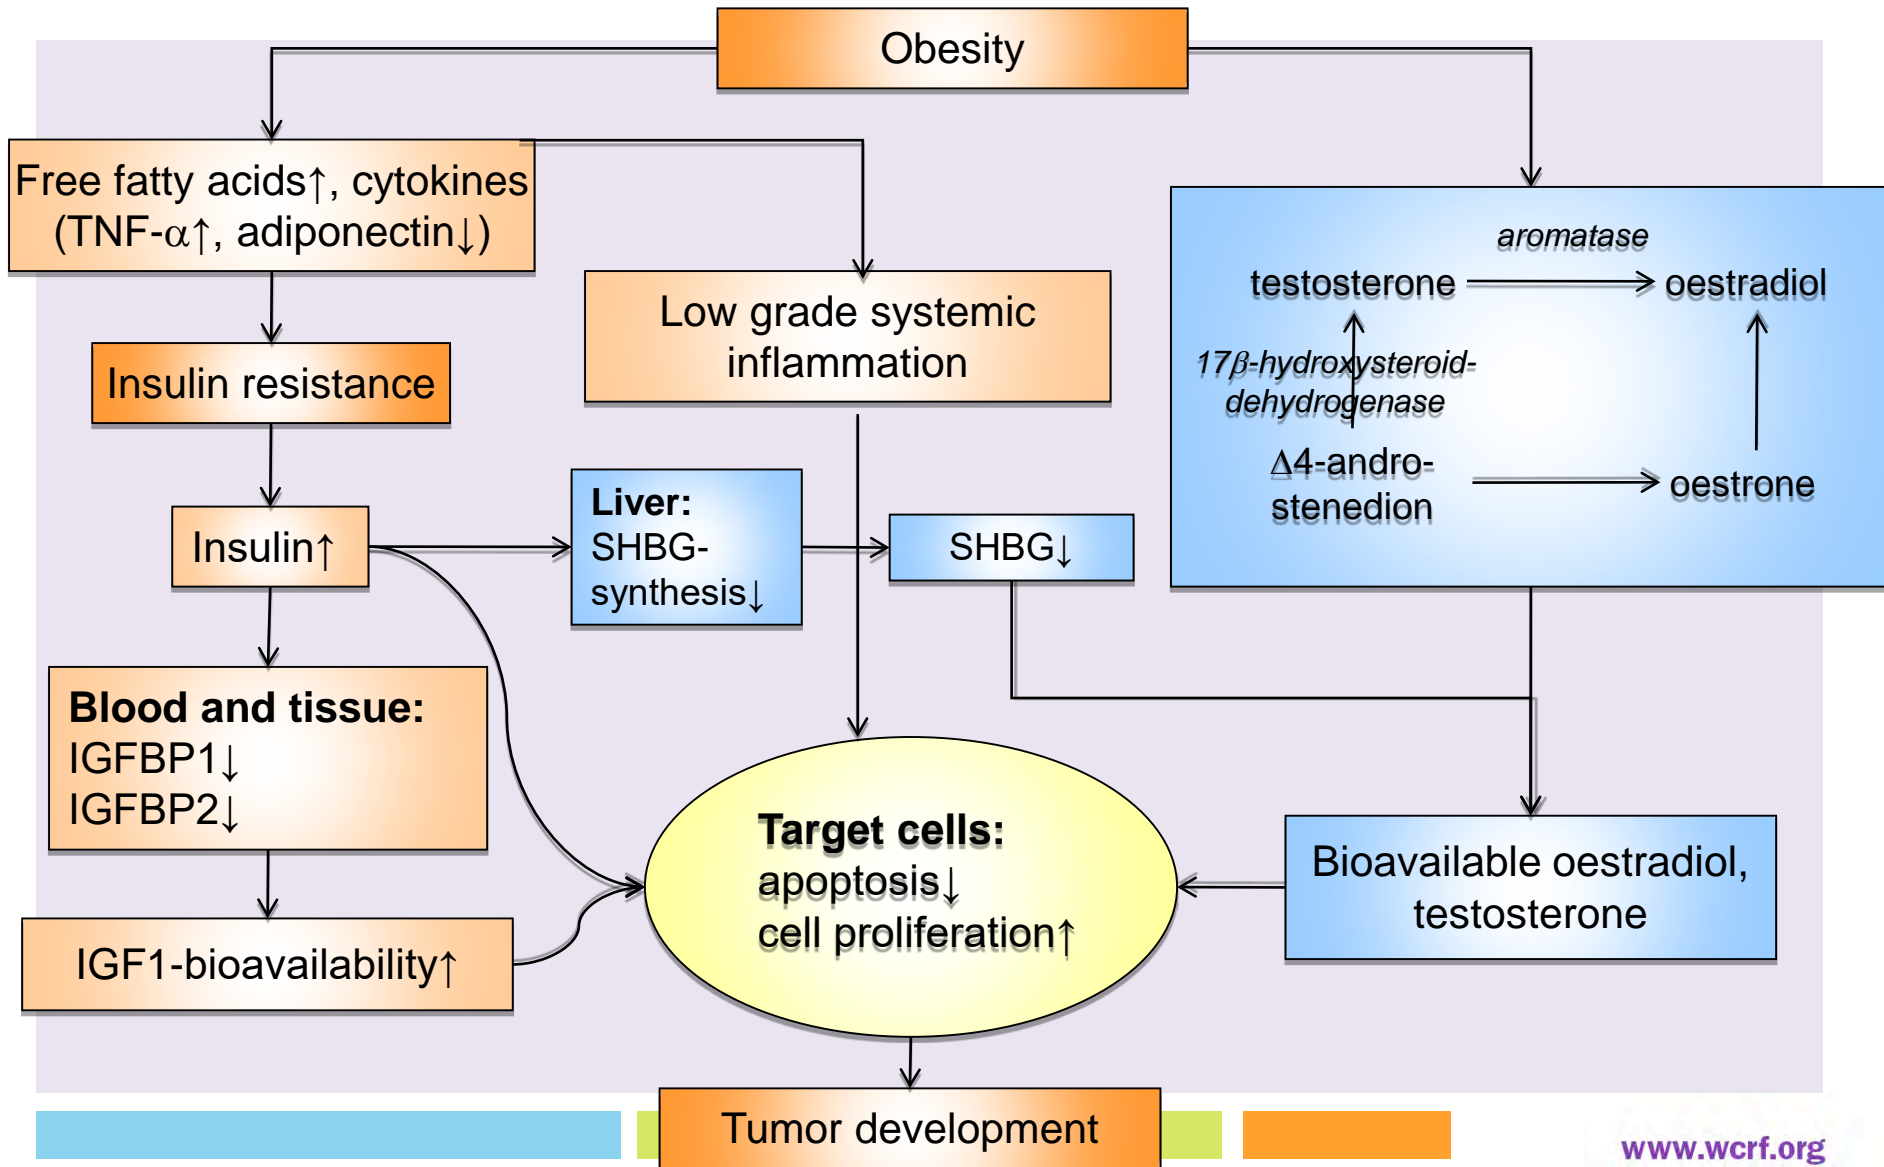 Obesity
Free fatty acids↑, cytokines
(TNF-α↑, adiponectin↓)
Low grade systemic
inflammation
Insulin resistance
Insulin↑
Liver:
SHBG-
synthesis↓
SHBG↓
aromatase
testosterone
oestradiol
17β-hydroxysteroid-
dehydrogenase
Δ4-andro-
stenedion
oestrone
Blood and tissue:
IGFBP1↓
IGFBP2↓
IGF1-bioavailability↑
Target cells:
apoptosis↓
cell proliferation↑
Bioavailable oestradiol,
testosterone
Tumor development
www.wcrf.org